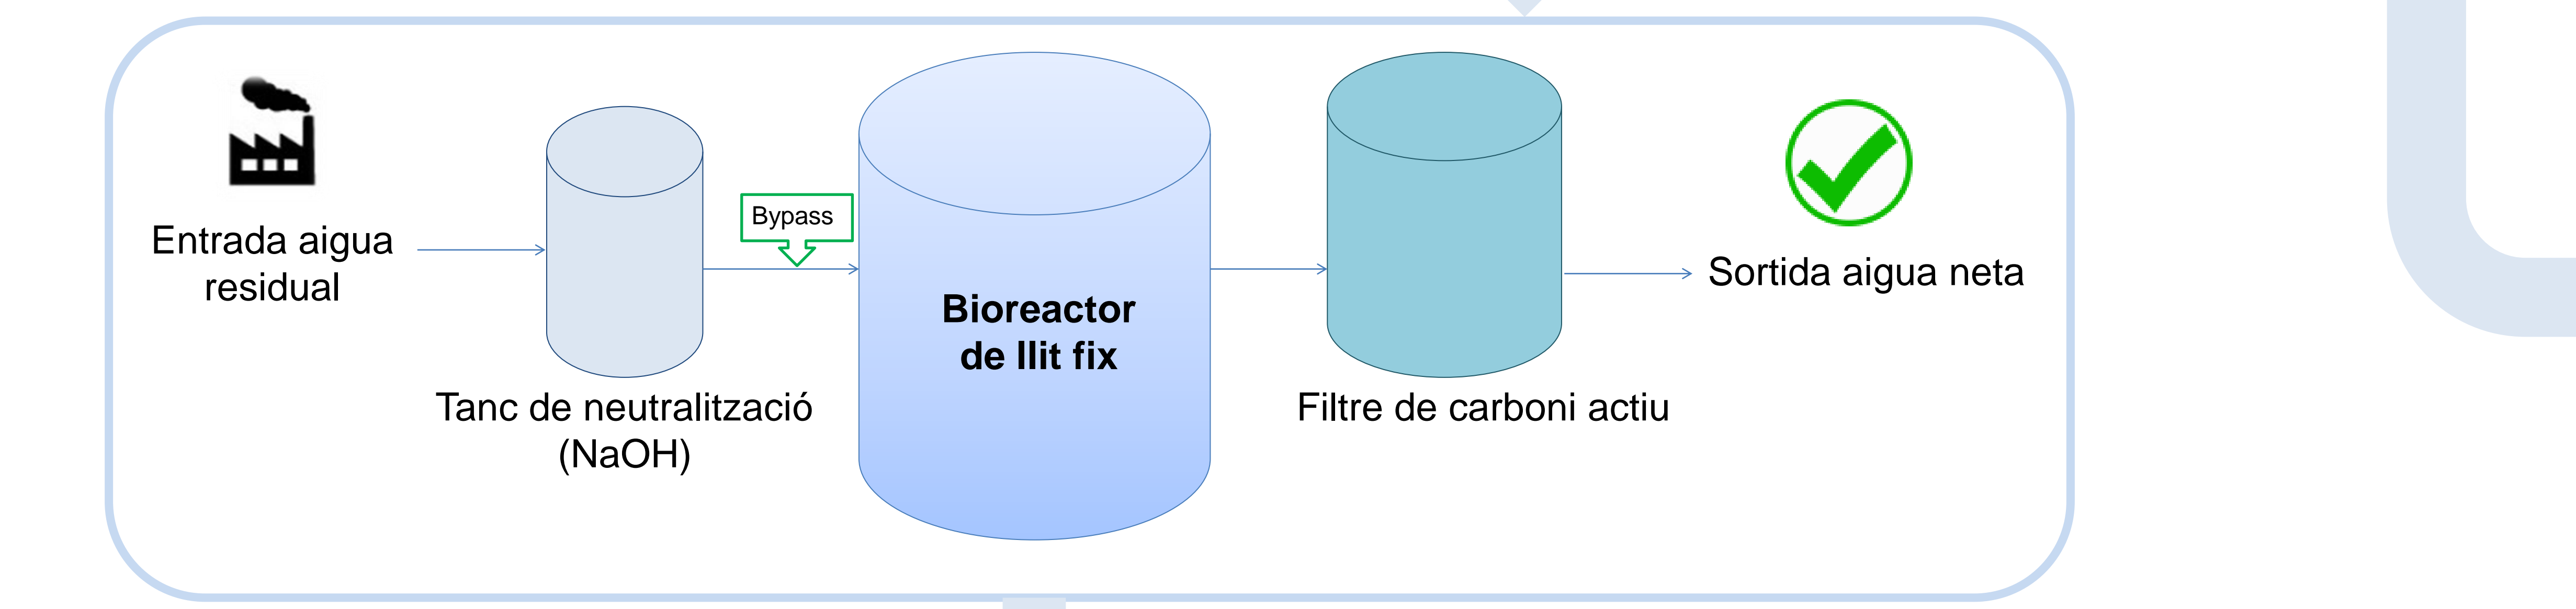 Entrada aigua
residual
Tanc de neutralització
(NaOH)
Bypass
Bioreactor
de llit fix
Filtre de carboni actiu
Sortida aigua neta